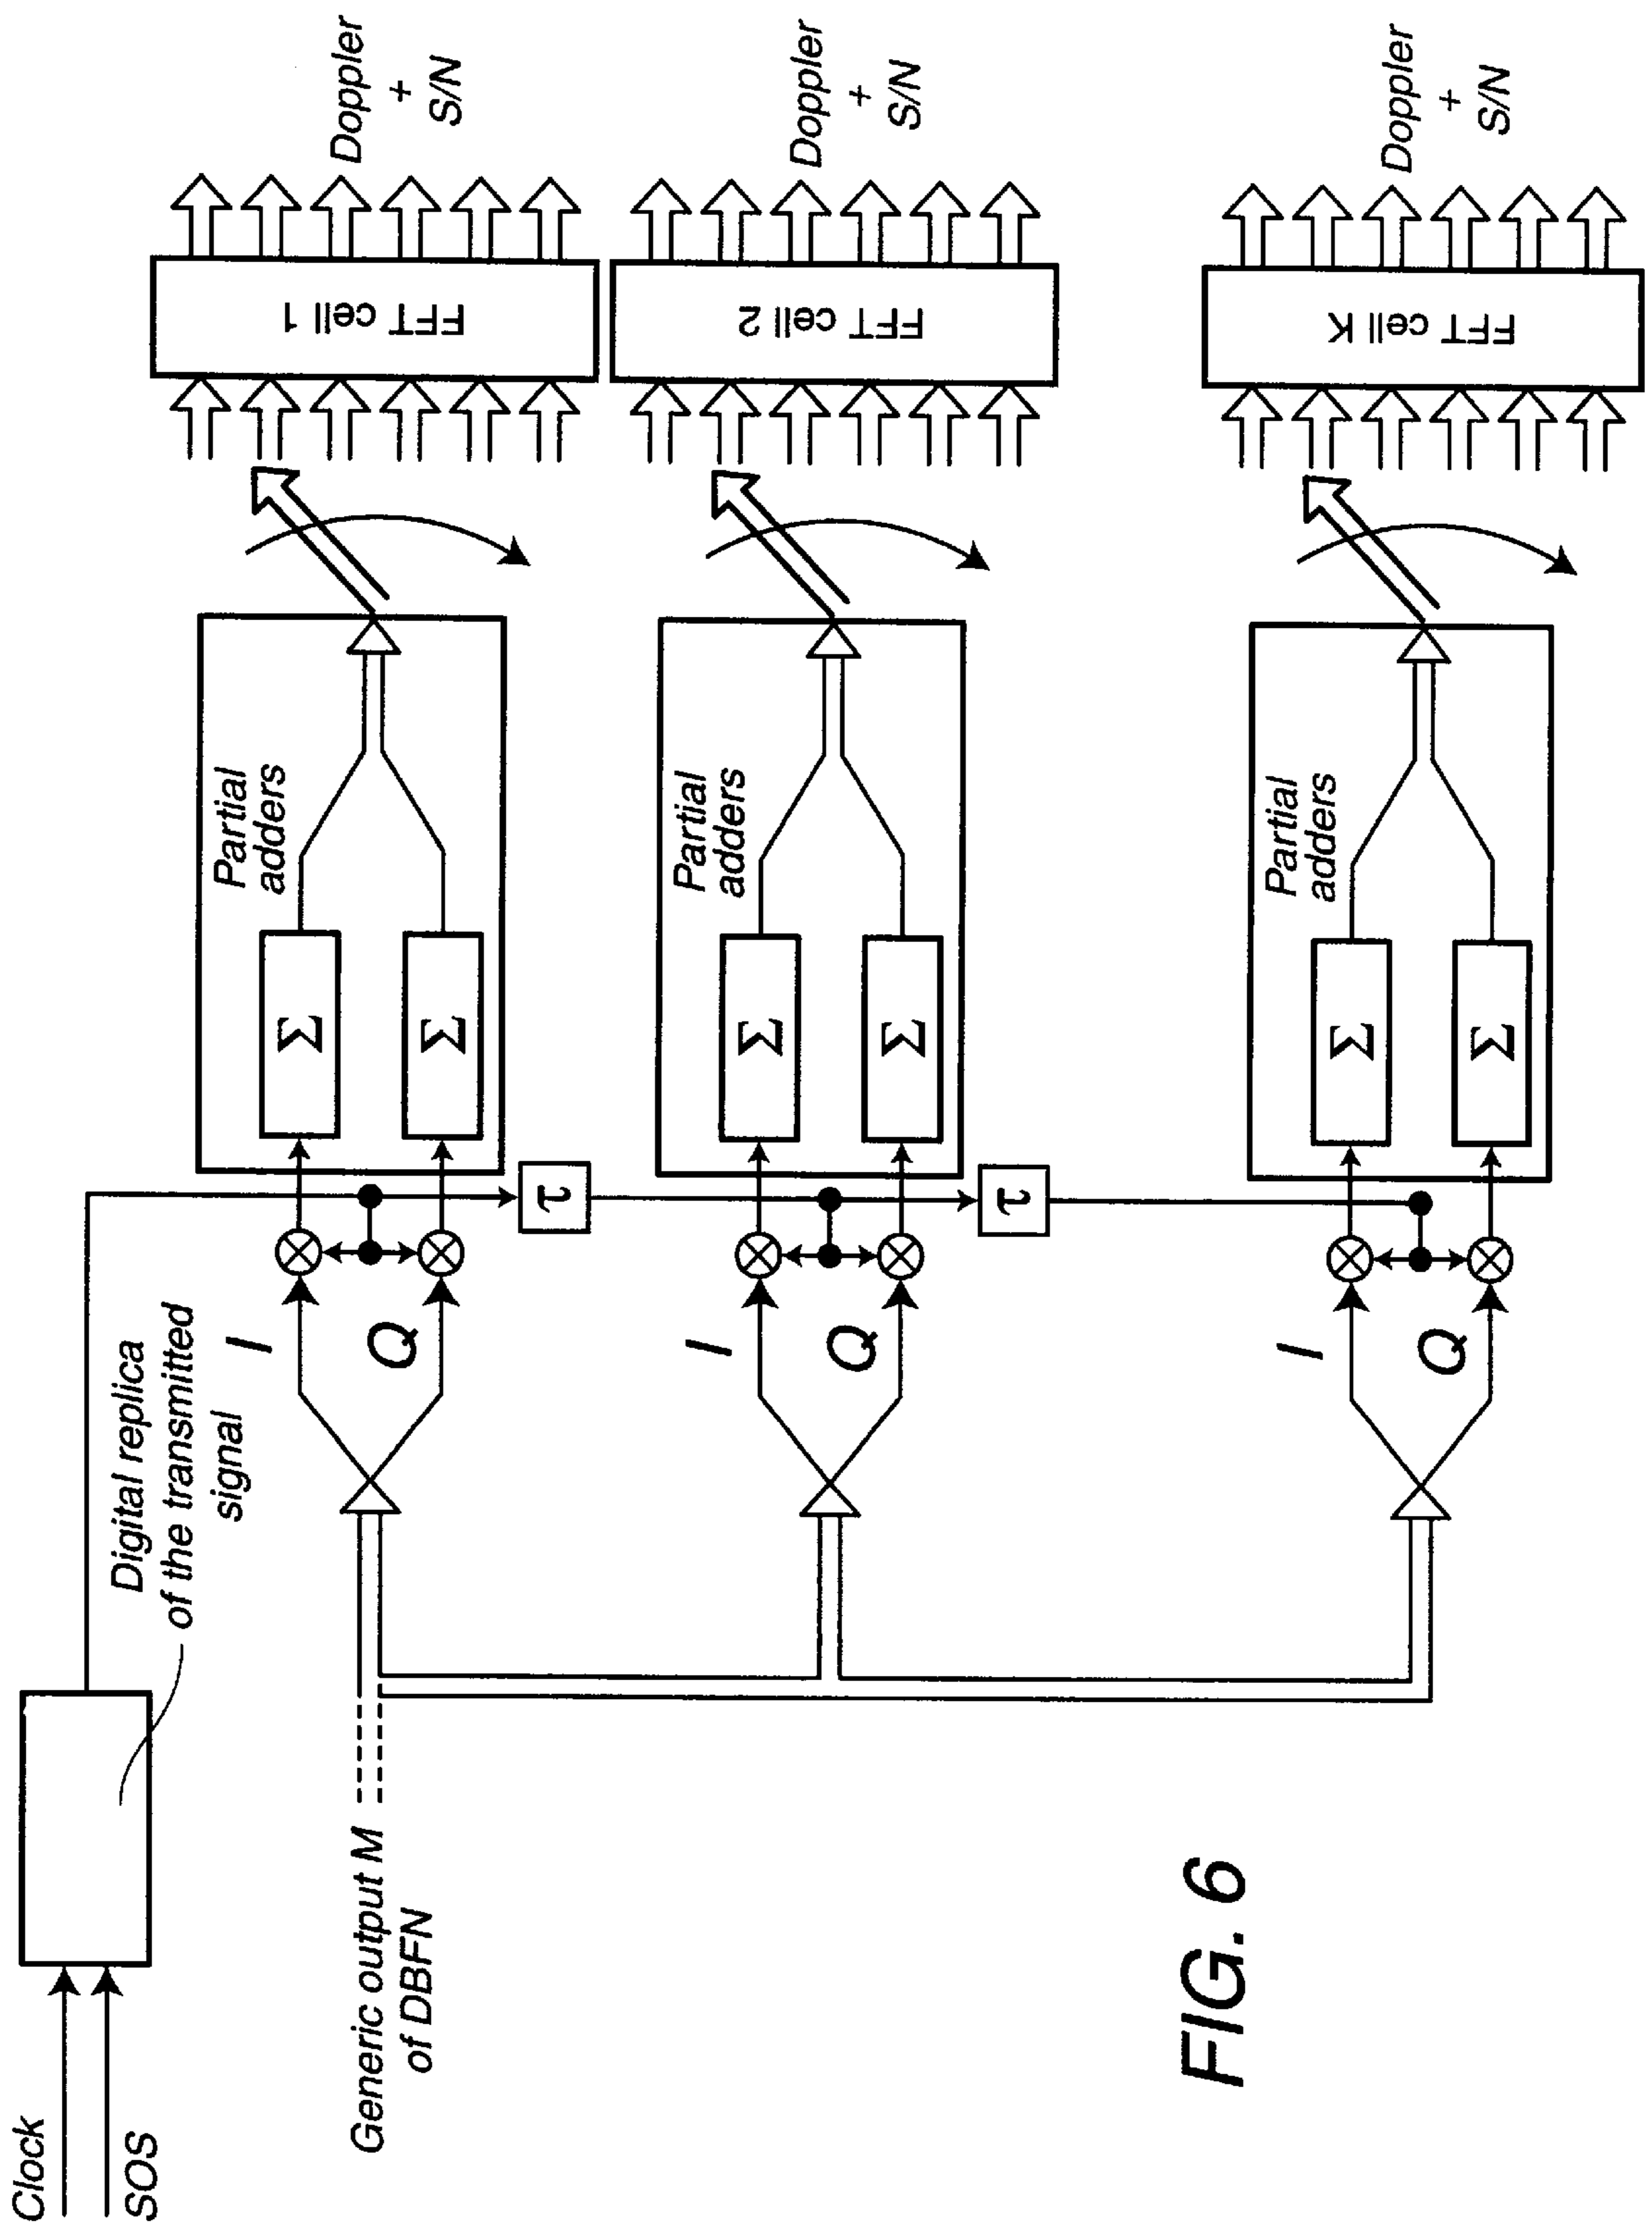 Clock
SOS
Digital replica
of the transmitted
signal
Generic output M
of DBFN
I
Q
τ
Σ
Σ
Partial
adders
FFT cell 1
Doppler
+
S/N
I
Q
τ
Σ
Σ
Partial
adders
FFT cell 2
Doppler
+
S/N
I
Q
Σ
Σ
Partial
adders
FFT cell K
Doppler
+
S/N
FIG. 6